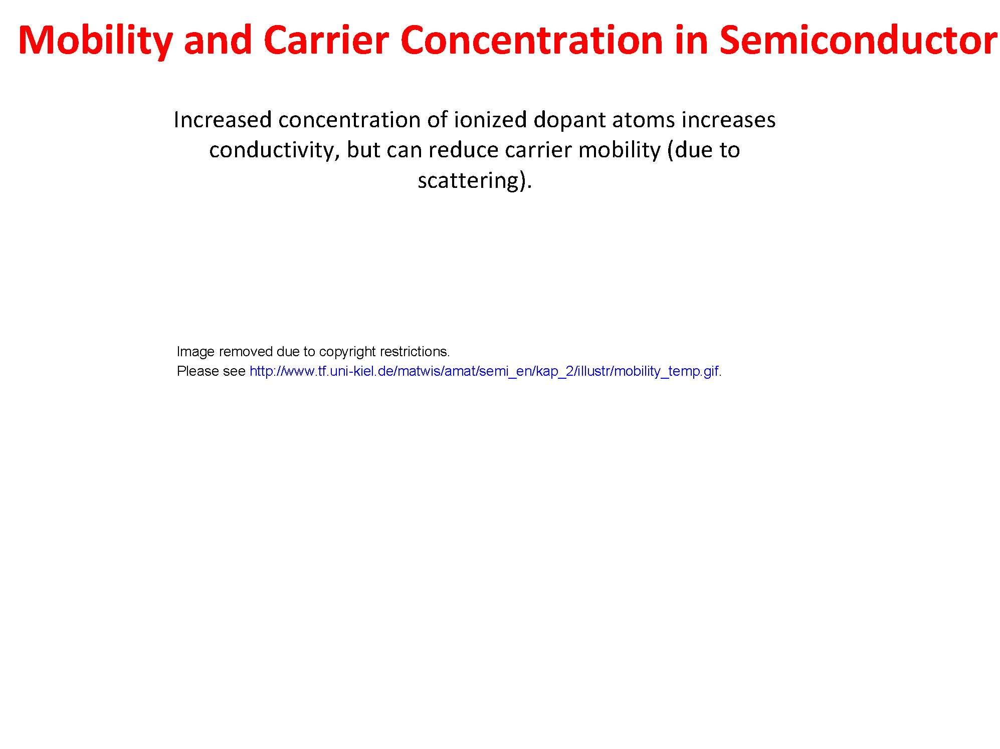 Mobility and Carrier Concentration in Semiconductor
Increased concentration of ionized dopant atoms increases
conductivity, but can reduce carrier mobility (due to
scattering).
Image removed due to copyright restrictions.
Please see http://www.tf.uni-kiel.de/matwis/amat/semi_en/kap_2/illustr/mobility_temp.gif.